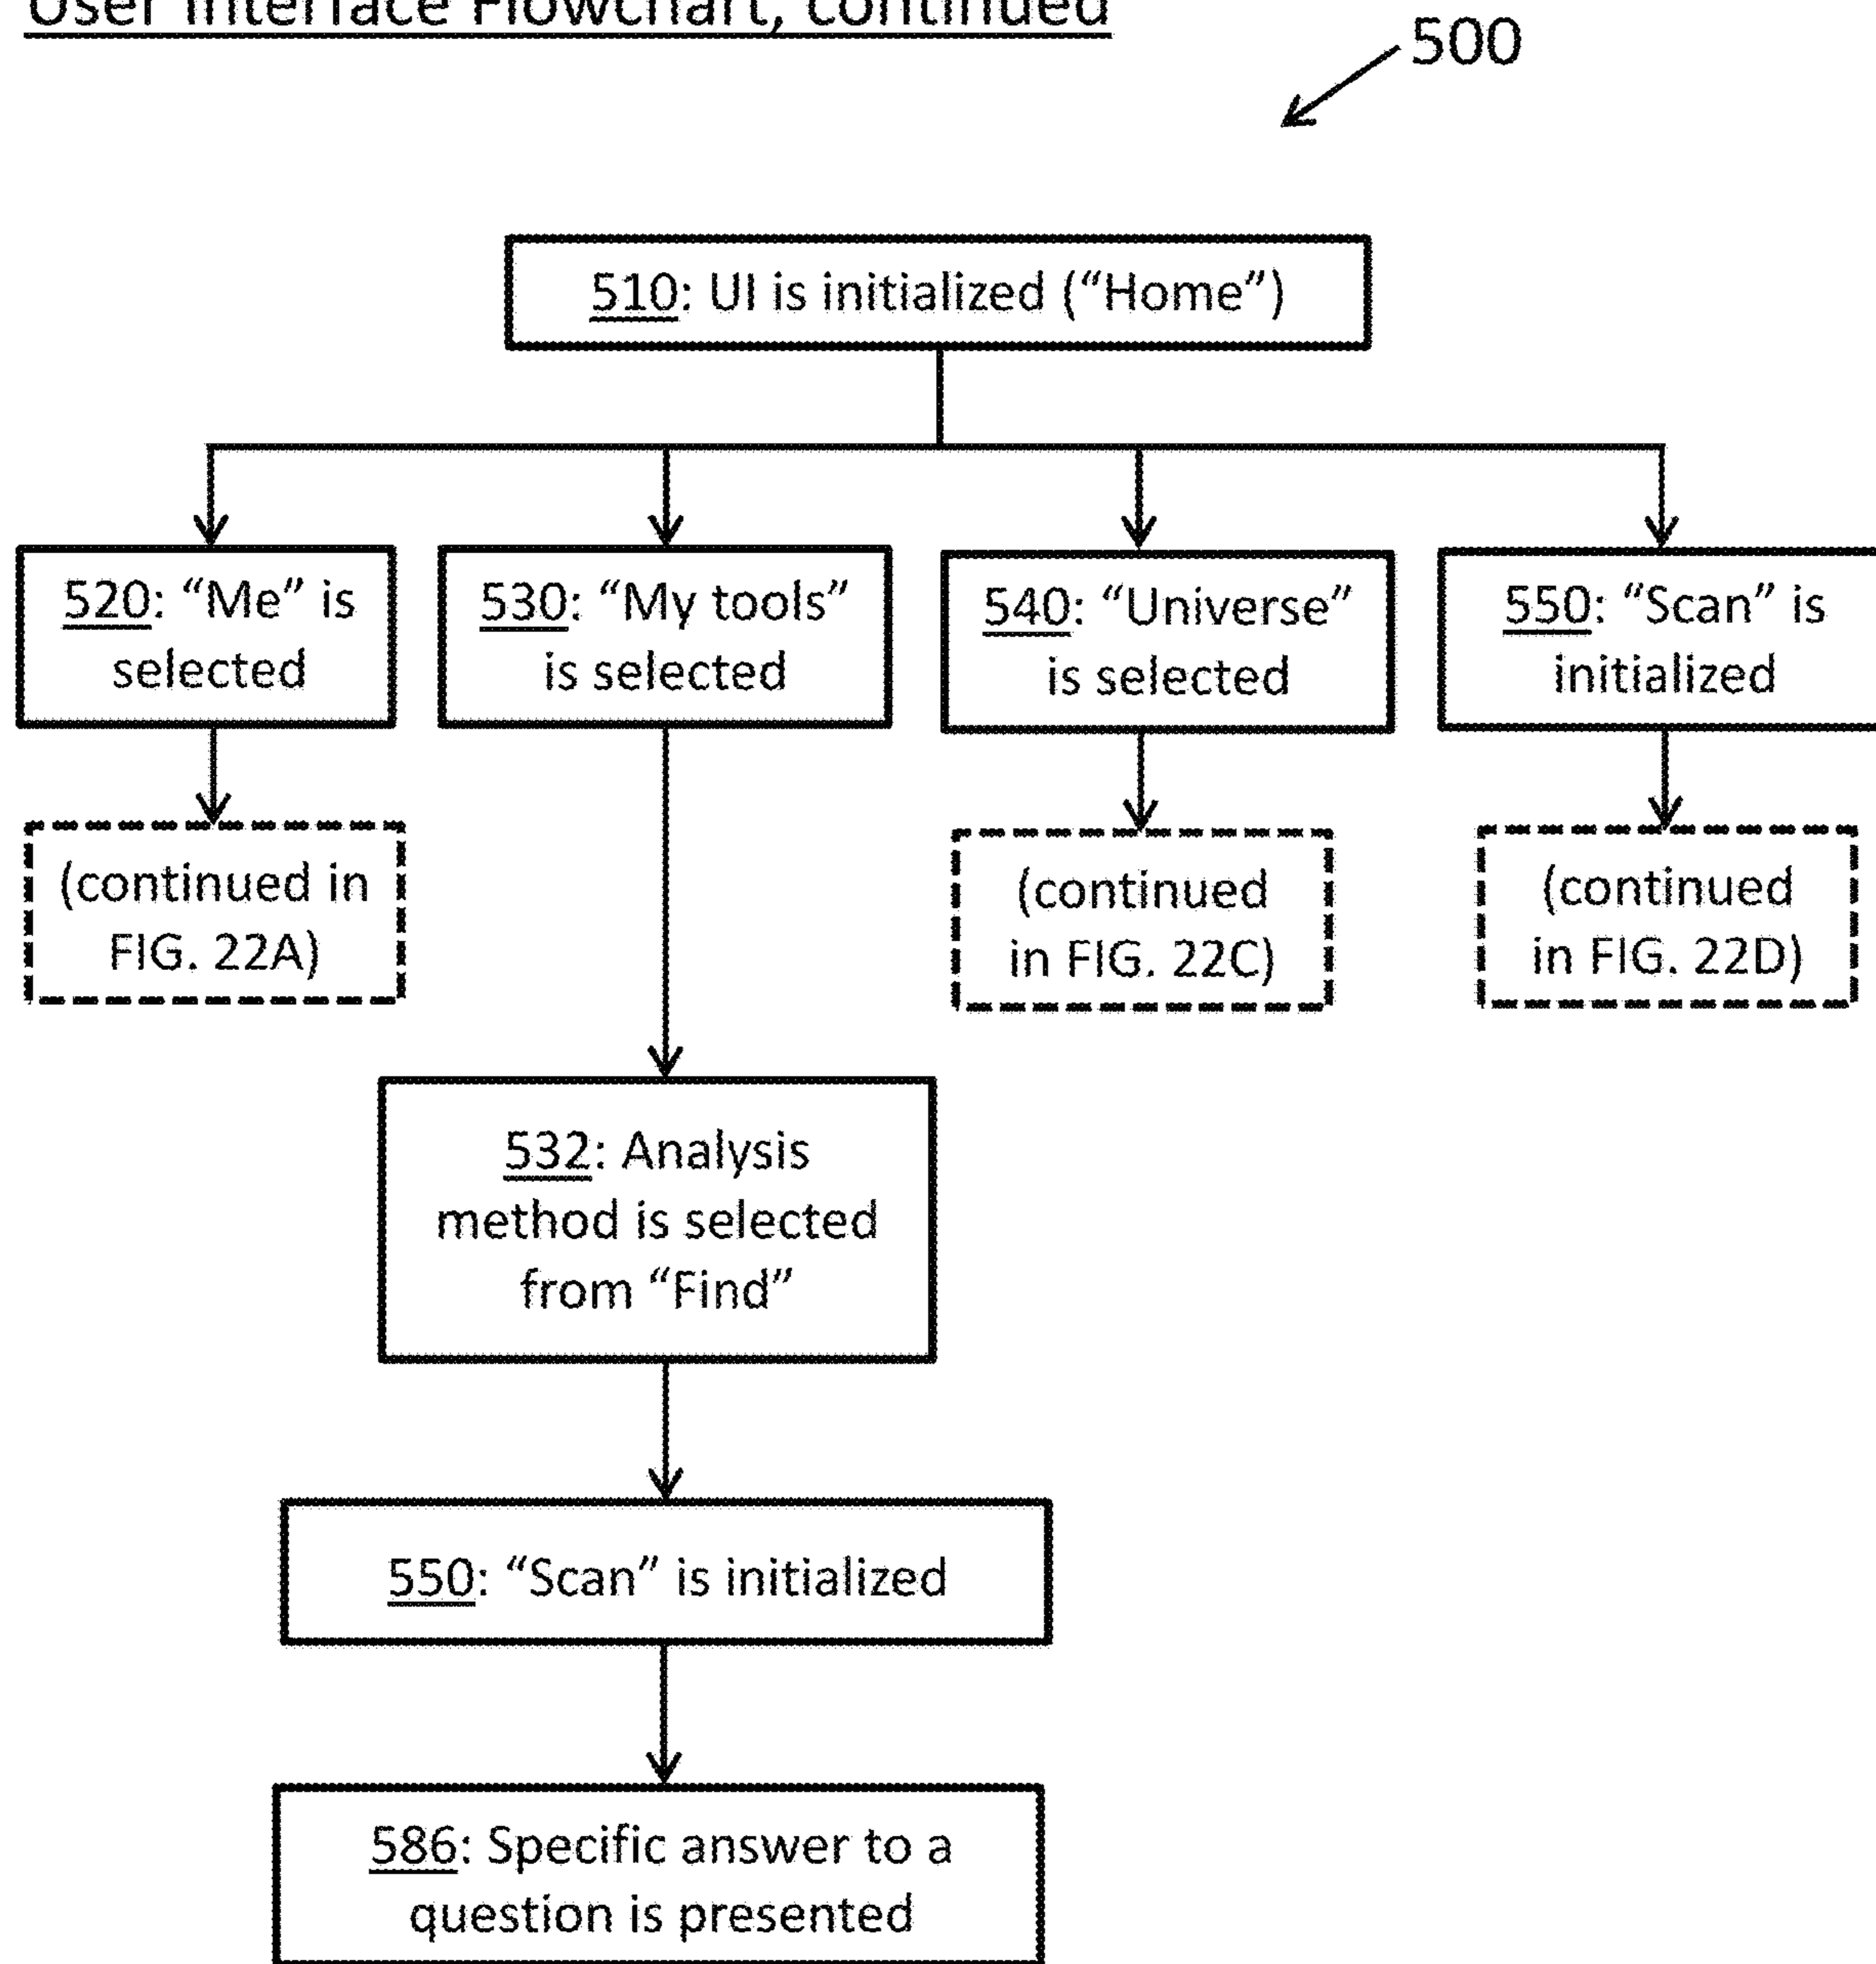 User Interface Flowchart, continued
500
510: UI is initialized (“Home”)
520: “Me” is
selected
530: “My tools”
is selected
540: “Universe”
is selected
550: “Scan” is
initialized
(continued in
FIG. 22A)
(continued
in FIG. 22C)
(continued
in FIG. 22D)
532: Analysis
method is selected
from “Find”
550: “Scan” is initialized
586: Specific answer to a
question is presented